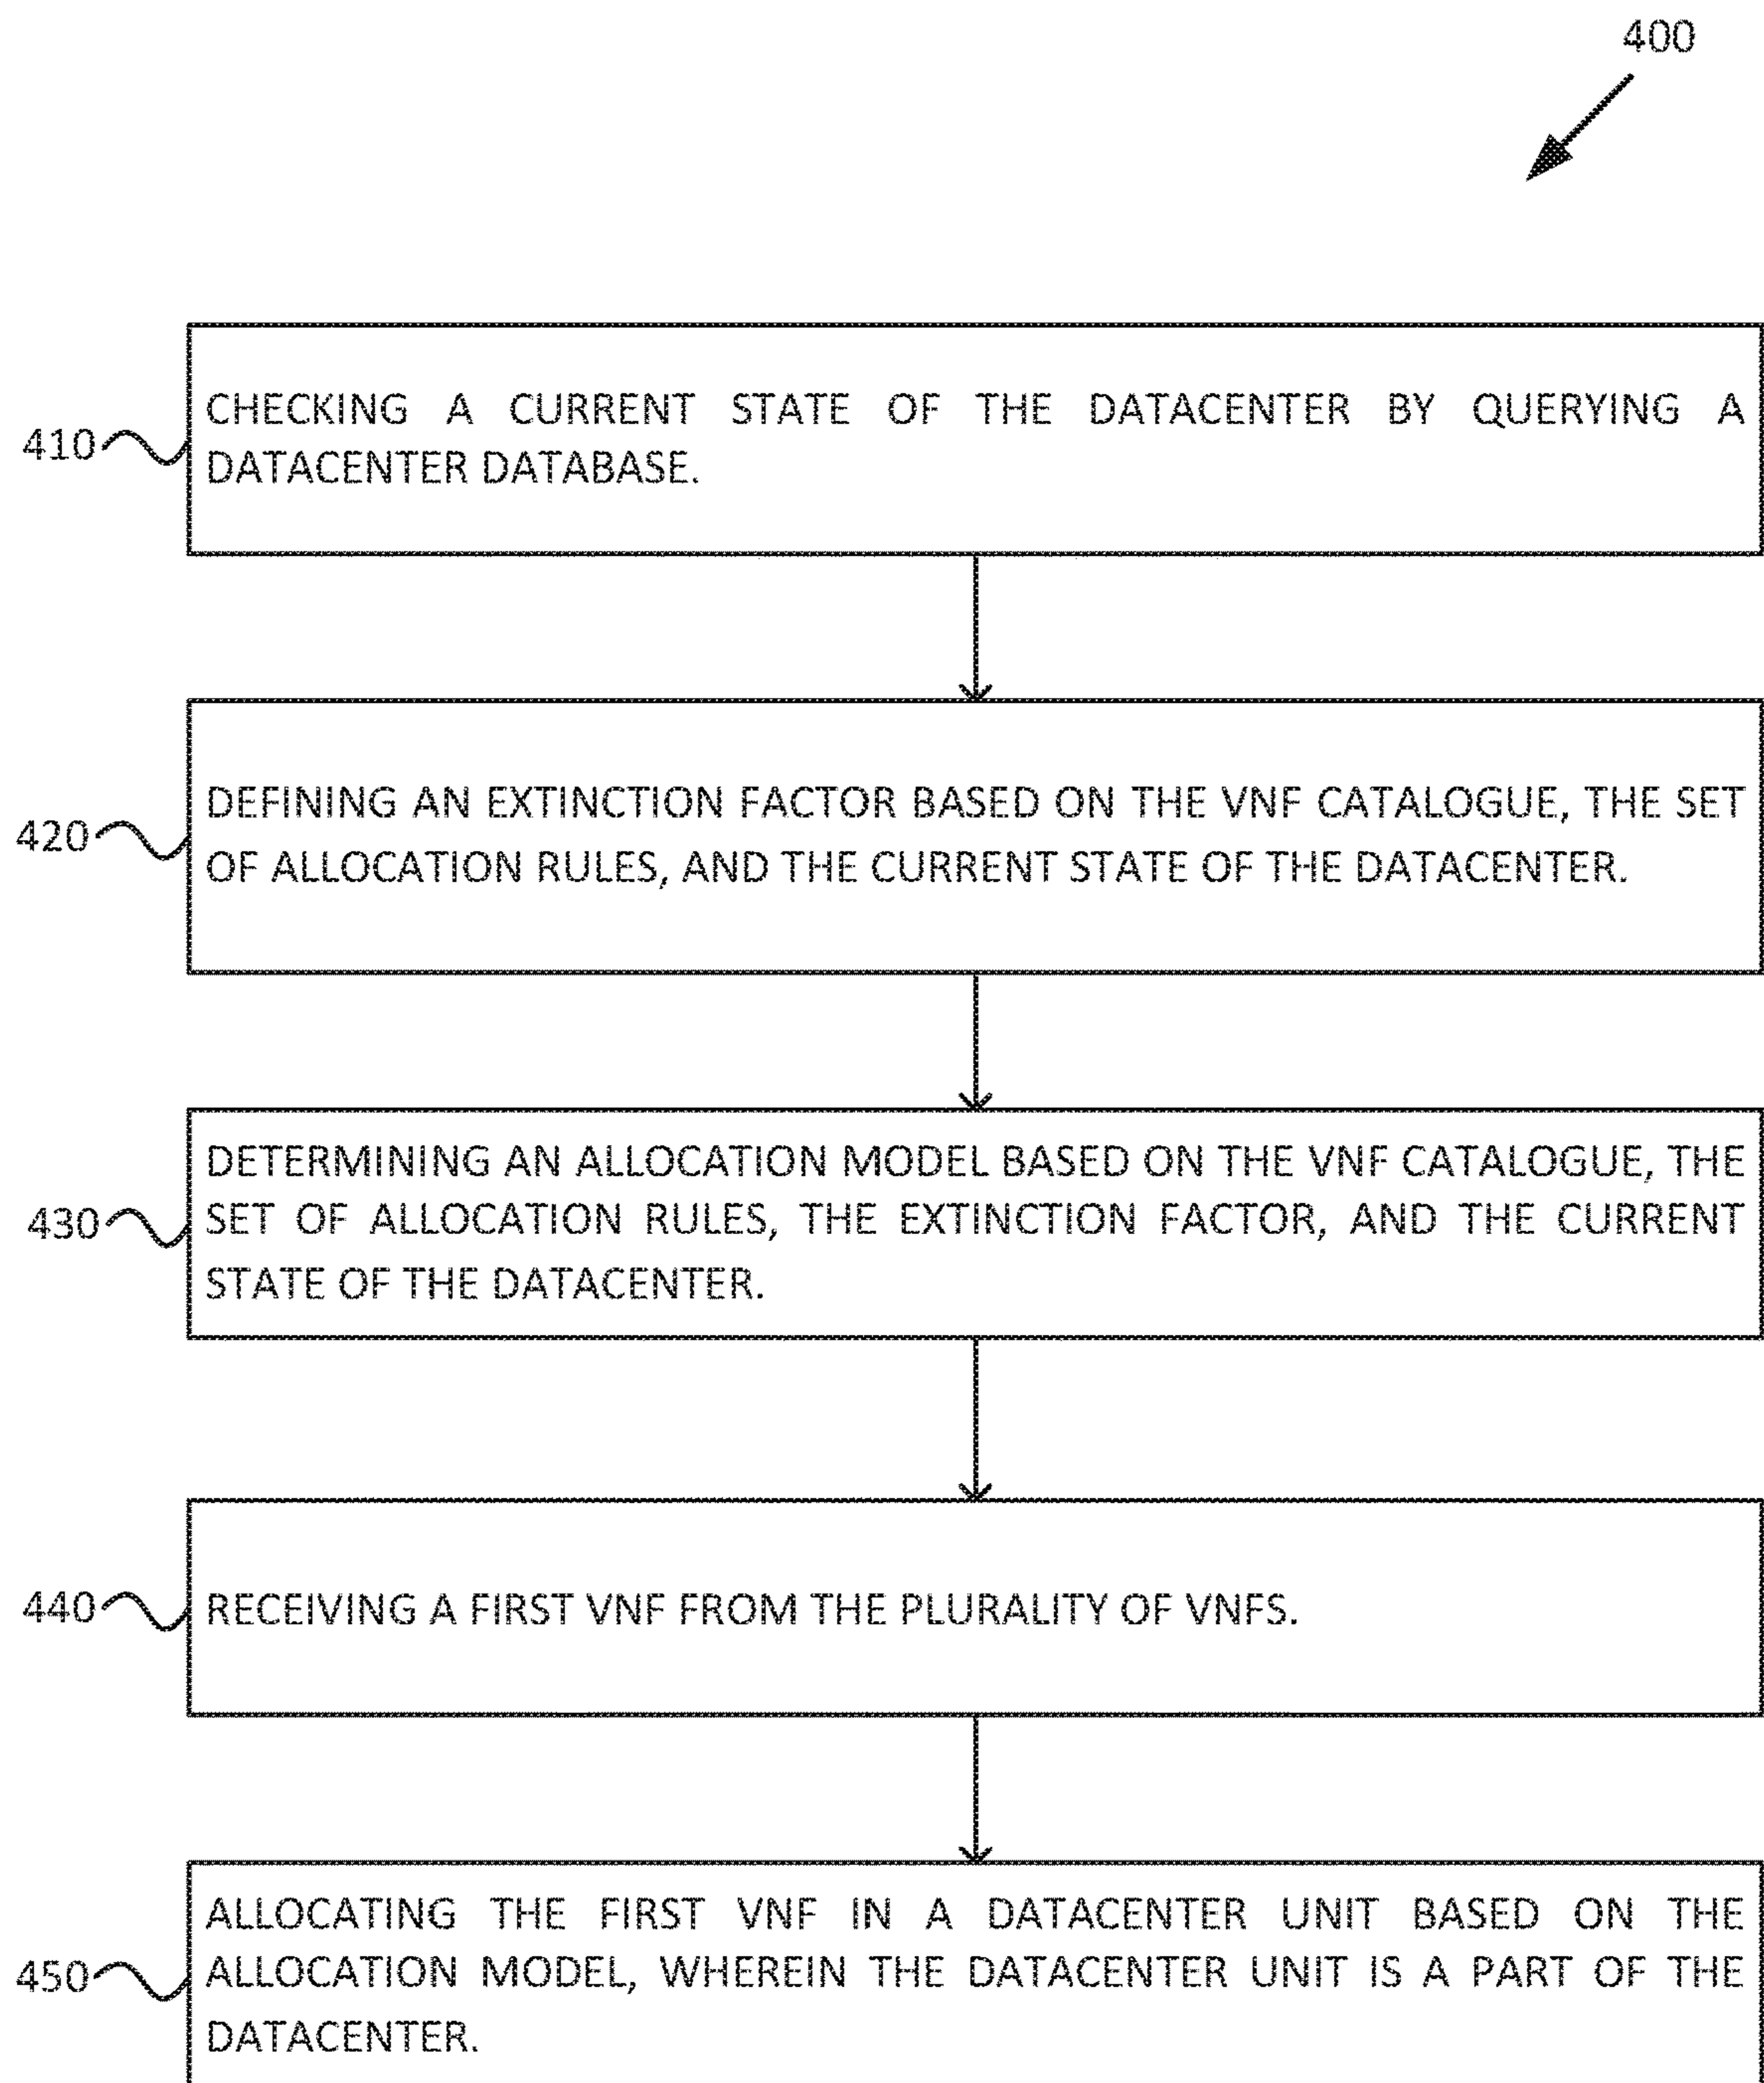 400
410
CHECKING A CURRENT STATE OF THE DATACENTER BY QUERYING A
DATACENTER DATABASE.
420
DEFINING AN EXTINCTION FACTOR BASED ON THE VNF CATALOGUE, THE SET
OF ALLOCATION RULES, AND THE CURRENT STATE OF THE DATACENTER.
430
DETERMINING AN ALLOCATION MODEL BASED ON THE VNF CATALOGUE, THE
SET OF ALLOCATION RULES, THE EXTINCTION FACTOR, AND THE CURRENT
STATE OF THE DATACENTER.
440
RECEIVING A FIRST VNF FROM THE PLURALITY OF VNFS.
450
ALLOCATING THE FIRST VNF IN A DATACENTER UNIT BASED ON THE
ALLOCATION MODEL, WHEREIN THE DATACENTER UNIT IS A PART OF THE
DATACENTER.